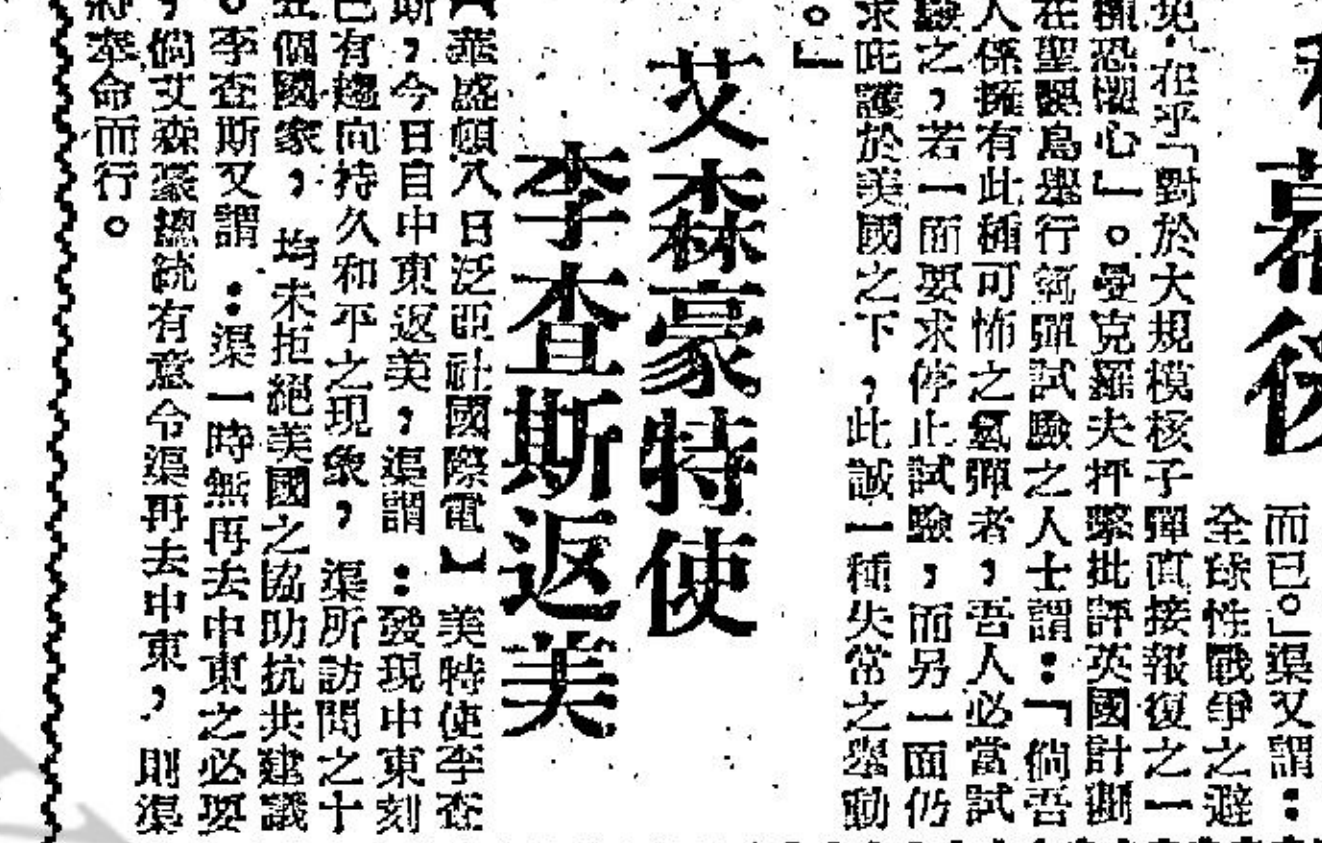 而已。」渠又謂：
全球性戰爭之避
免，在乎「對於大規模核子彈直接報復之一
種恐懼心」。曼克羅夫抨擊批評英國計劃
在聖誕島舉行氫彈試驗之人士謂：「倘吾
人係擁有此種可怖之氫彈者，吾人必當試
驗之，若一面要求停止試驗，而另一面仍
求庇護於美國之下，此誠一種失常之舉動
。」
艾森豪特使
李查斯返美
【華盛頓八日泛亞社國際電】美特使李查
斯，今日自中東返美，渠謂：發現中東刻
已有趨向持久和平之現象，渠所訪問之十
五個國家，均未拒絕美國之協助抗共建議
。李查斯又謂：渠一時無再去中東之必要
，倘艾森豪總統有意令渠再去中東，則渠
將奉命而行。